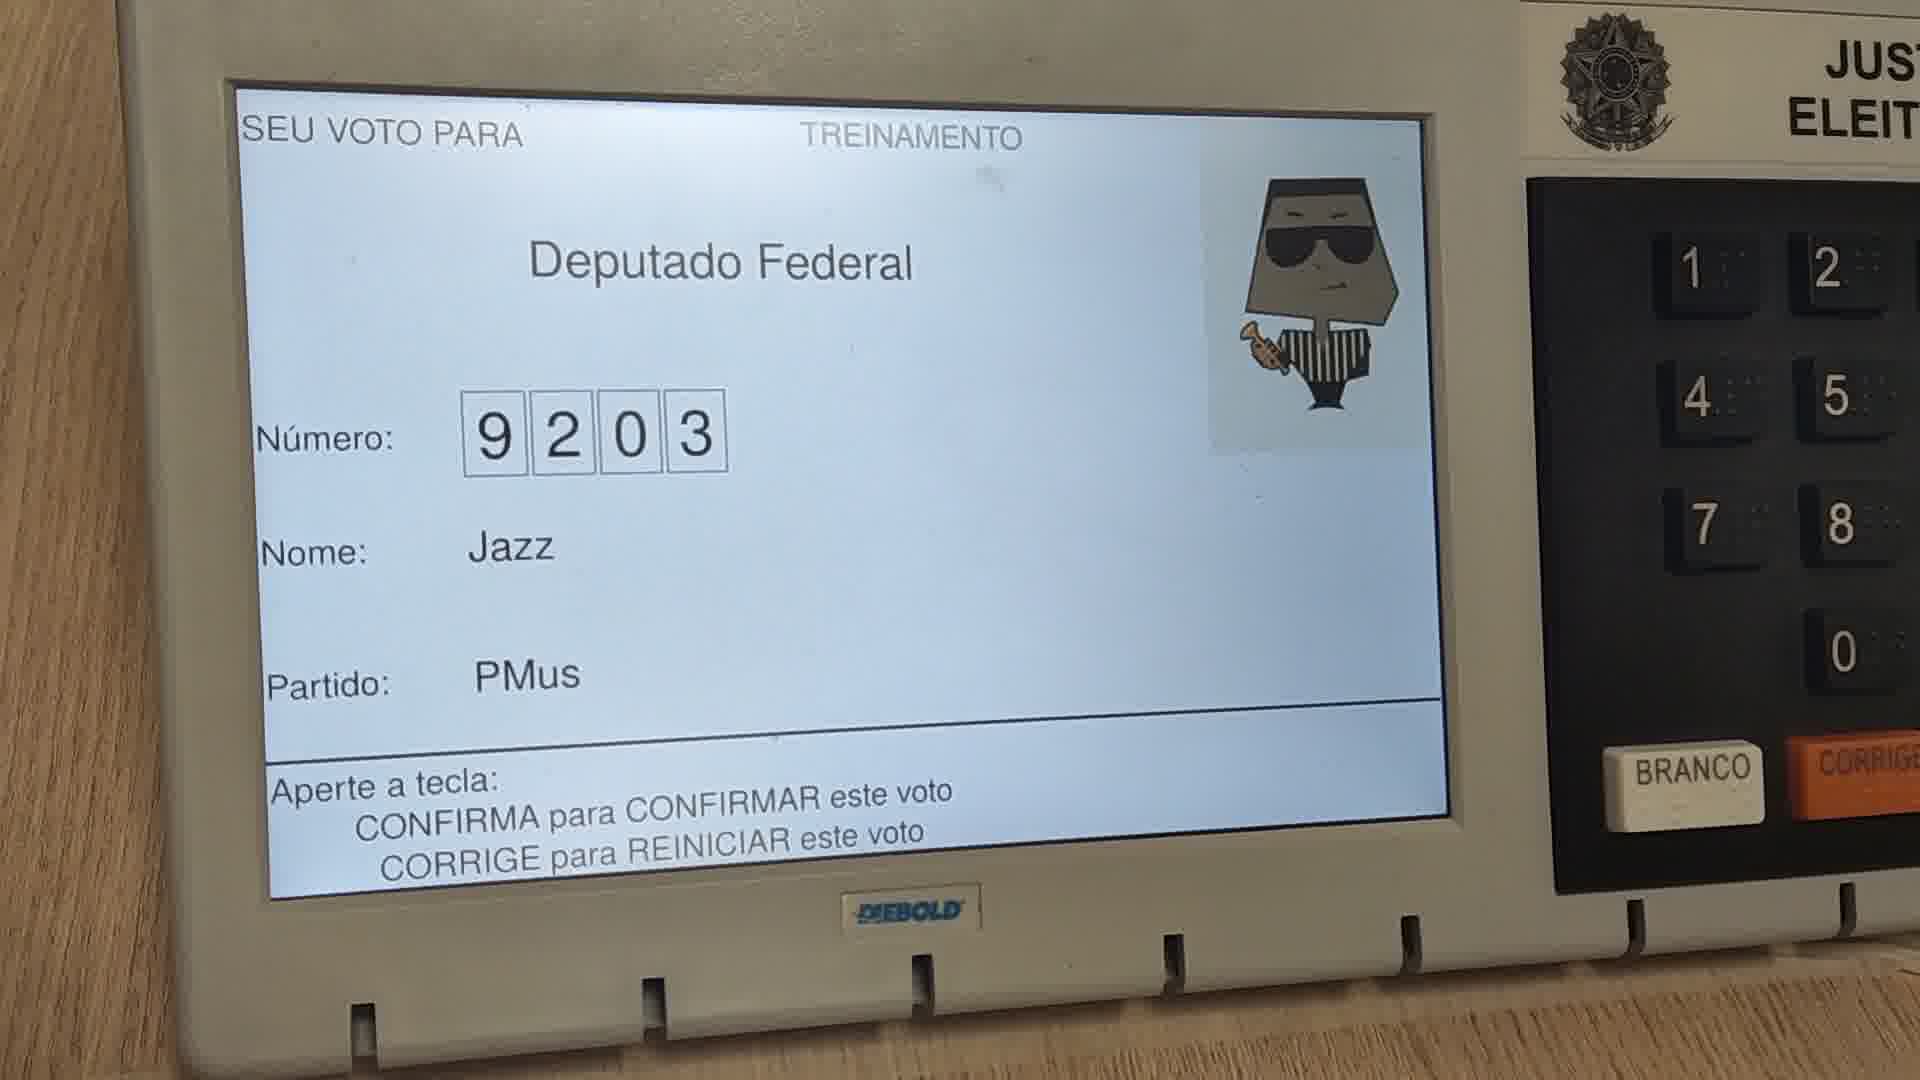 SEU VOTO PARA
TREINAMENTO
Deputado Federal
Número: 9203
Nome: Jazz
Partido: PMus
Aperte a tecla:
CONFIRMA para CONFIRMAR este voto
CORRIGE para REINICIAR este voto
DIEBOLD
JUS
ELEIT
1 2
4 5
7 8
0
BRANCO
CORRIGE